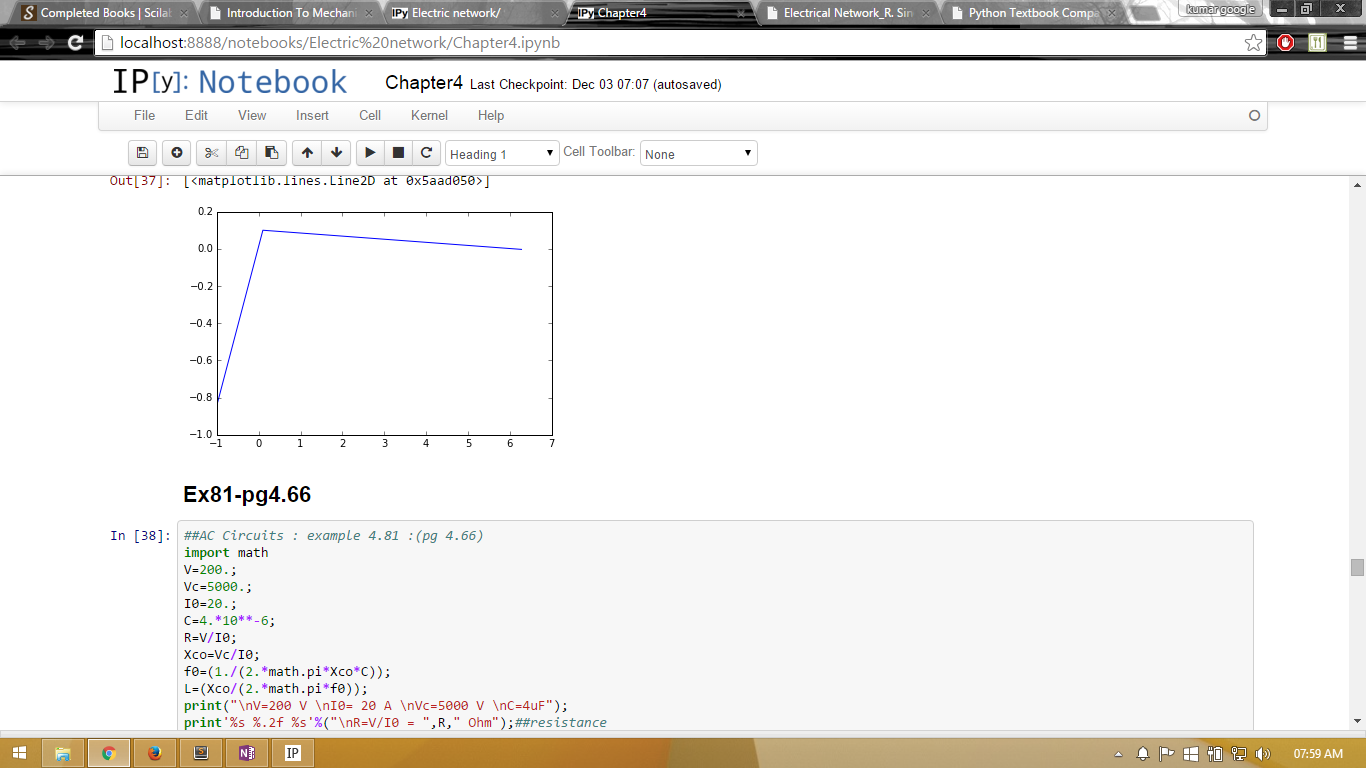 Completed Books | Scilab
Introduction To Mechan
IPy Electric network/
IPy Chapter4
Electrical Network_R. Sin
Python Textbook Compa
kumar google
localhost:8888/notebooks/Electric%20network/Chapter4.ipynb
IP[y]: Notebook
Chapter4 Last Checkpoint: Dec 03 07:07 (autosaved)
File Edit View Insert Cell Kernel Help
Heading 1 Cell Toolbar: None
Out[37]: [<matplotlib.lines.Line2D at 0x5aad050>]
0.2
0.0
−0.2
−0.4
−0.6
−0.8
−1.0
−1 0 1 2 3 4 5 6 7
Ex81-pg4.66
In [38]: ##AC Circuits : example 4.81 :(pg 4.66)
import math
V=200.;
Vc=5000.;
I0=20.;
C=4.*10**-6;
R=V/I0;
Xco=Vc/I0;
f0=(1./(2.*math.pi*Xco*C));
L=(Xco/(2.*math.pi*f0));
print("\nV=200 V \nI0= 20 A \nVc=5000 V \nC=4uF");
print'%s %.2f %s'%("\nR=V/I0 = ",R," Ohm");##resistance
IP
07:59 AM